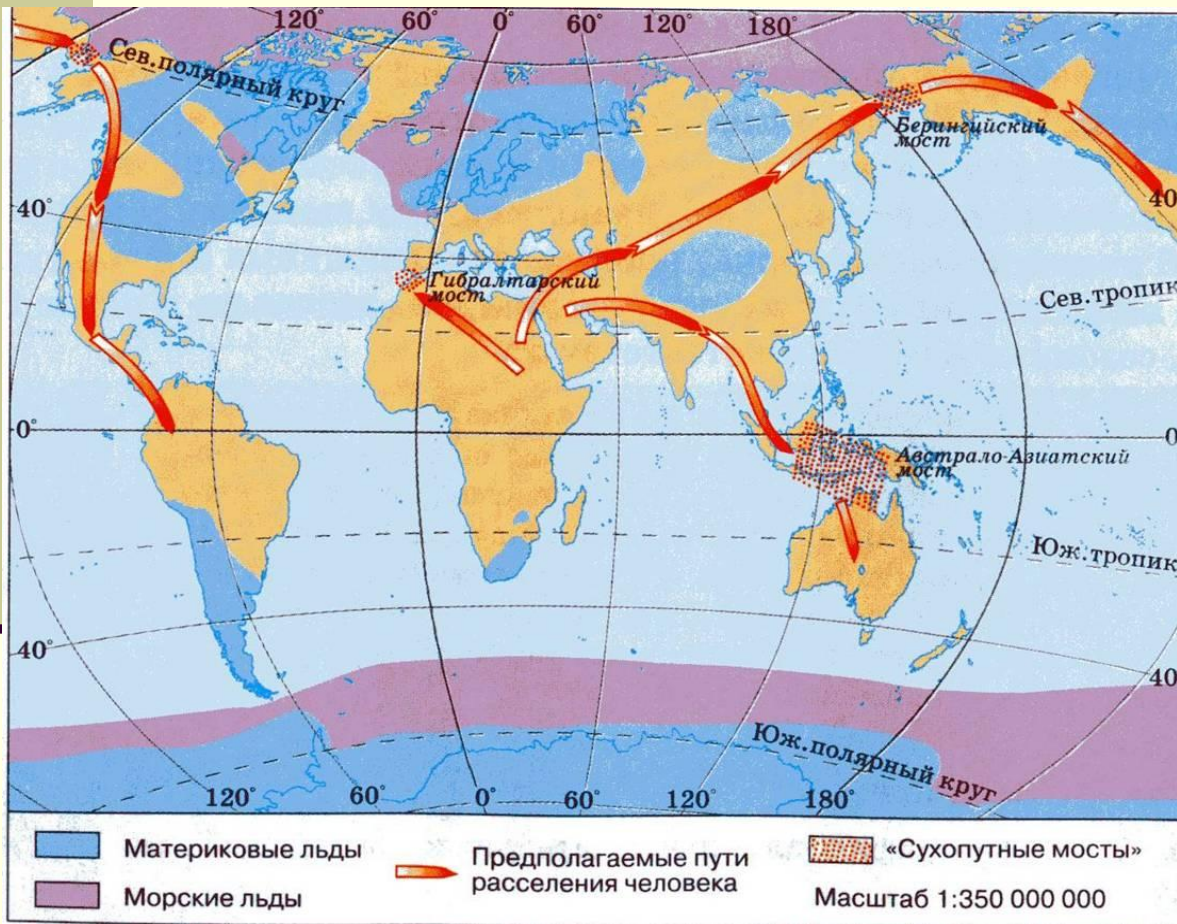 120°
60°
0°
60°
120°
180°
Сев.полярный круг
Берингийский
мост
40°
40°
Гибралтарский
мост
Сев.тропик
0°
0
Австрало-Азиатский
мост
Юж.тропик
40°
40
Юж.полярный круг
120°
60°
0°
60°
120°
180°
Материковые льды
Морские льды
Предполагаемые пути
расселения человека
«Сухопутные мосты»
Масштаб 1:350 000 000